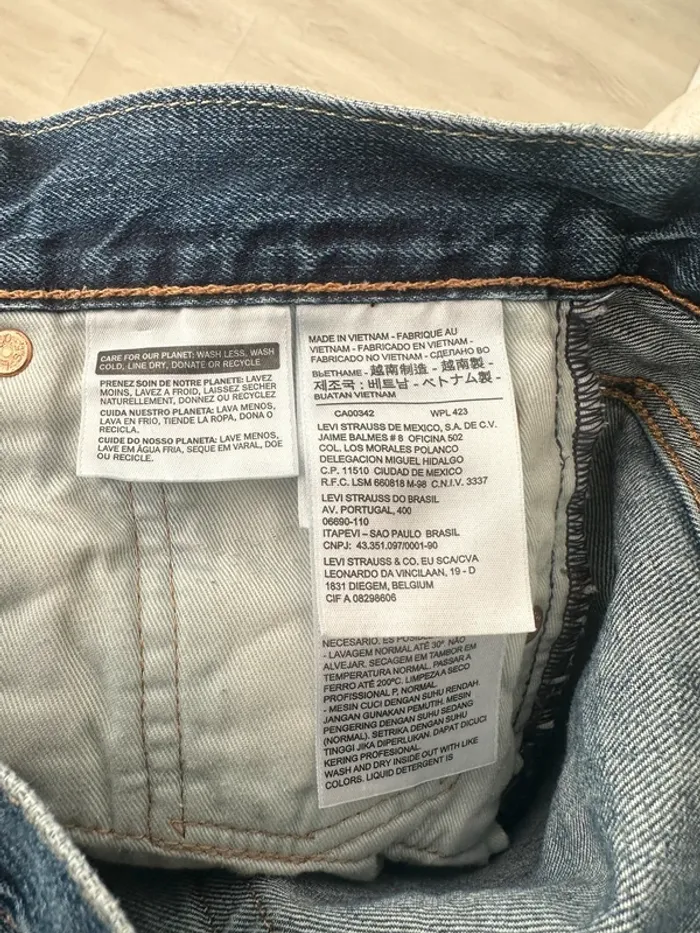 CARE FOR OUR PLANET: WASH LESS, WASH
COLD, LINE DRY, DONATE OR RECYCLE
PRENEZ SOIN DE NOTRE PLANETE: LAVEZ
MOINS, LAVEZ A FROID, LAISSEZ SECHER
NATURELLEMENT, DONNEZ OU RECYCLEZ
CUIDA NUESTRO PLANETA: LAVA MENOS,
LAVA EN FRIO, TIENDE LA ROPA, DONA O
RECICLA.
CUIDE DO NOSSO PLANETA: LAVE MENOS,
LAVE EM ÁGUA FRIA, SEQUE EM VARAL, DOE
OU RECICLE.
MADE IN VIETNAM - FABRIQUE AU
VIETNAM - FABRICADO EN VIETNAM -
FABRICADO NO VIETNAM - СДЕЛАНО ВО
ВЬЕТНАМЕ - 越南制造 - 越南製 -
제조국 : 베트남 - ベトナム製 -
BUATAN VIETNAM
CA00342 WPL 423
LEVI STRAUSS DE MEXICO, S.A. DE C.V.
JAIME BALMES # 8 OFICINA 502
COL. LOS MORALES POLANCO
DELEGACION MIGUEL HIDALGO
C.P. 11510 CIUDAD DE MEXICO
R.F.C. LSM 660818 M-98 C.N.I.V. 3337
LEVI STRAUSS DO BRASIL
AV. PORTUGAL, 400
06690-110
ITAPEVI – SAO PAULO BRASIL
CNPJ: 43.351.097/0001-90
LEVI STRAUSS & CO. EU SCA/CVA
LEONARDO DA VINCILAAN, 19 - D
1831 DIEGEM, BELGIUM
CIF A 08298606
NECESARIO. ES
- LAVAGEM NORMAL ATÉ 30º. NÃO
ALVEJAR. SECAGEM EM TAMBOR EM
TEMPERATURA NORMAL. PASSAR A
FERRO ATÉ 200ºC. LIMPEZA A SECO
PROFISSIONAL P, NORMAL.
- MESIN CUCI DENGAN SUHU RENDAH.
JANGAN GUNAKAN PEMUTIH. MESIN
PENGERING DENGAN SUHU SEDANG
(NORMAL). SETRIKA DENGAN SUHU
TINGGI JIKA DIPERLUKAN. DAPAT DICUCI
KERING PROFESIONAL.
WASH AND DRY INSIDE OUT WITH LIKE
COLORS. LIQUID DETERGENT IS